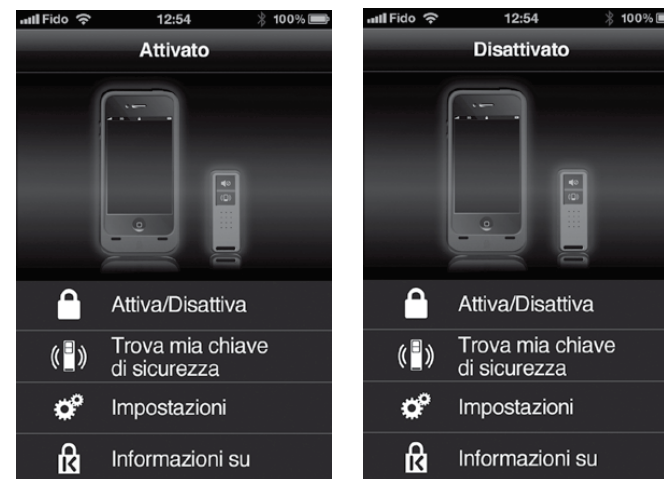 Fido 12:54 100%
Attivato
Attiva/Disattiva
Trova mia chiave
di sicurezza
Impostazioni
Informazioni su
Fido 12:54 100%
Disattivato
Attiva/Disattiva
Trova mia chiave
di sicurezza
Impostazioni
Informazioni su